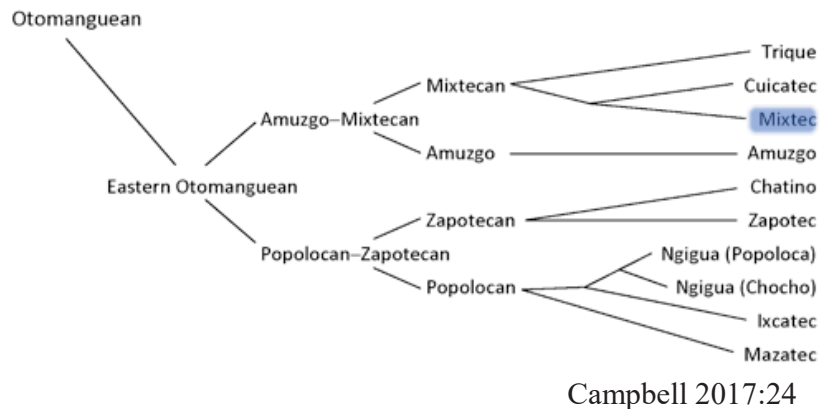 Otomanguean
Trique
Mixtecan
Cuicatec
Amuzgo–Mixtecan
Mixtec
Amuzgo
Amuzgo
Eastern Otomanguean
Chatino
Zapotecan
Zapotec
Popolocan–Zapotecan
Ngigua (Popoloca)
Popolocan
Ngigua (Chocho)
Ixcatec
Mazatec
Campbell 2017:24